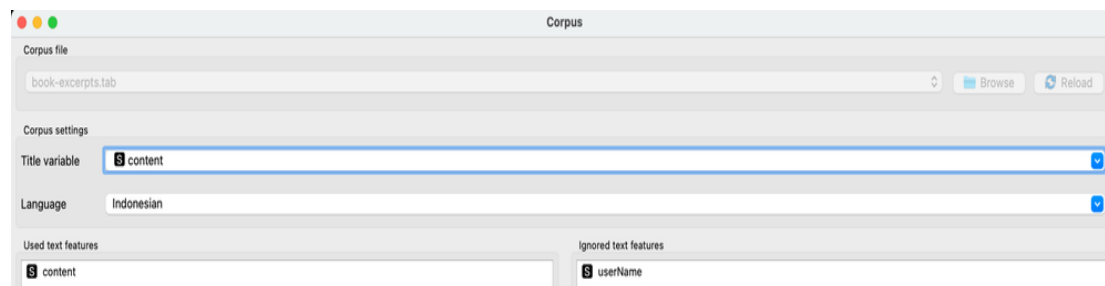 Corpus
Corpus file
book-excerpts.tab
Browse
Reload
Corpus settings
Title variable
S content
Language
Indonesian
Used text features
Ignored text features
S content
S userName